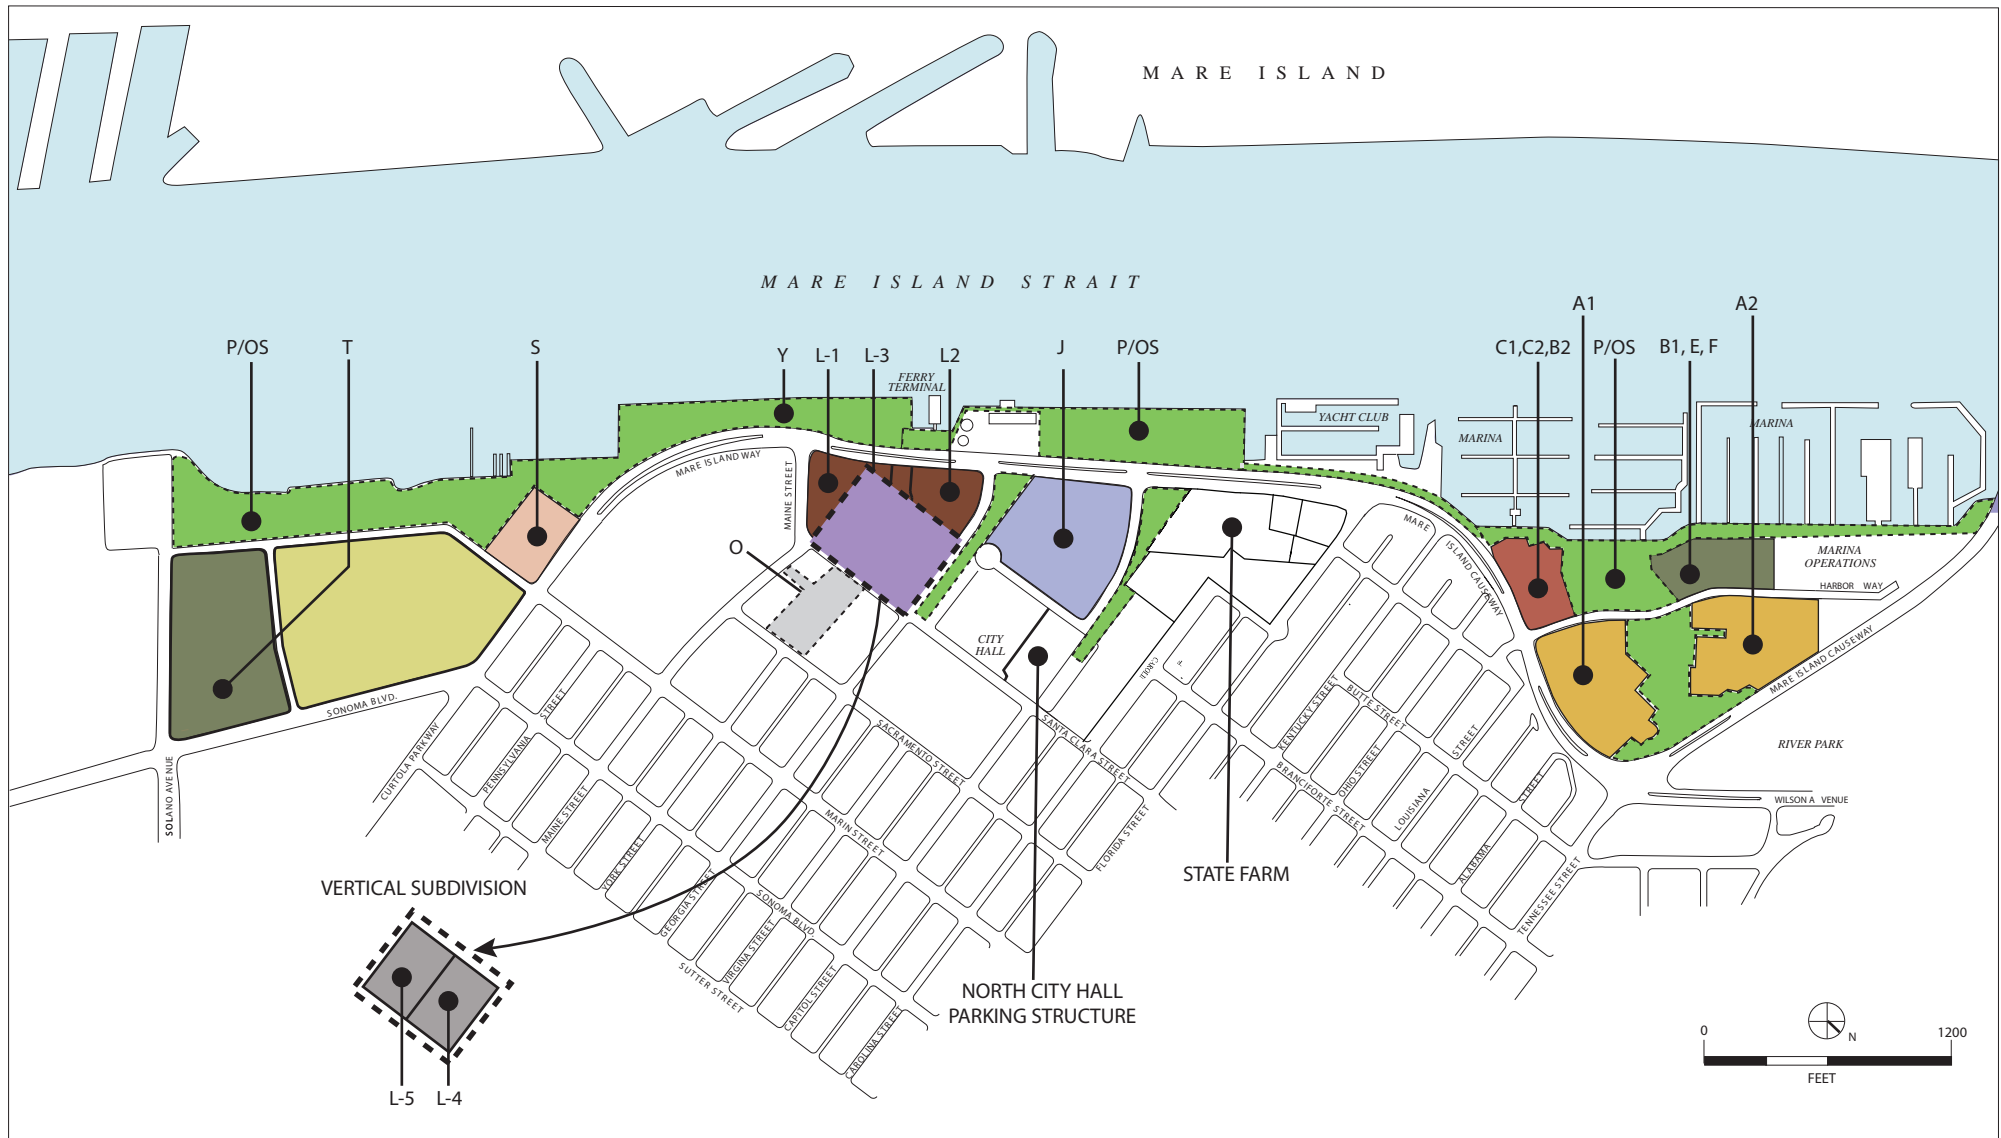 MARE ISLAND
MARE ISLAND STRAIT
A1
A2
P/OS
T
S
Y
L-1
L-3
L2
J
P/OS
C1,C2,B2
P/OS
B1, E, F
FERRY
TERMINAL
YACHT CLUB
MARINA
MARINA
MARE ISLAND WAY
MAINE STREET
MARE
ISLAND CAUSEWAY
O
MARINA
OPERATIONS
HARBOR WAY
CITY
HALL
MARE ISLAND CAUSEWAY
RIVER PARK
WILSON A VENUE
SONOMA BLVD.
SOLANO AVENUE
CURTOLA PARKWAY
PENNSYLVANIA
STREET
MAINE STREET
YORK STREET
GEORGIA STREET
VIRGINIA STREET
CAPITOL STREET
CAROLINA STREET
SUTTER STREET
SONOMA BLVD.
MARIN STREET
SACRAMENTO STREET
SANTA CLARA STREET
FLORIDA STREET
KENTUCKY STREET
BUTTE STREET
OHIO STREET
BRANCIFORTE STREET
LOUISIANA
STREET
ALABAMA
STREET
TENNESSEE STREET
STATE FARM
VERTICAL SUBDIVISION
NORTH CITY HALL
PARKING STRUCTURE
L-5
L-4
N
0
1200
FEET